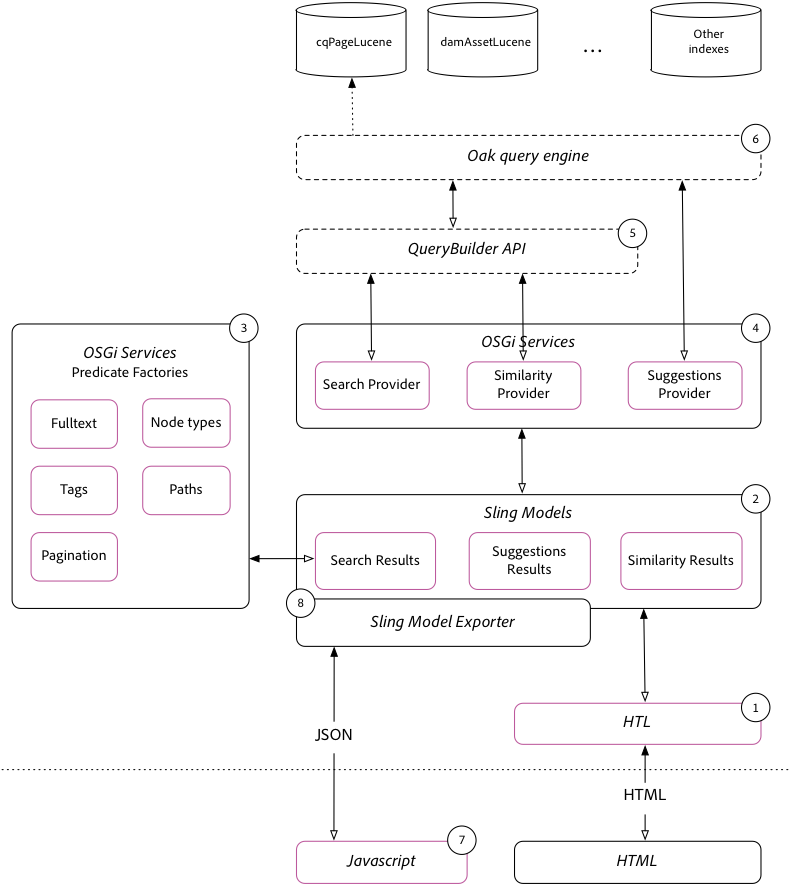 cqPageLucene
damAssetLucene
...
Other
indexes
6
Oak query engine
5
QueryBuilder API
3
OSGi Services
Predicate Factories
Fulltext
Node types
Tags
Paths
Pagination
4
OSGi Services
Search Provider
Similarity
Provider
Suggestions
Provider
2
Sling Models
Search Results
Suggestions
Results
Similarity Results
8
Sling Model Exporter
1
HTL
JSON
HTML
7
Javascript
HTML